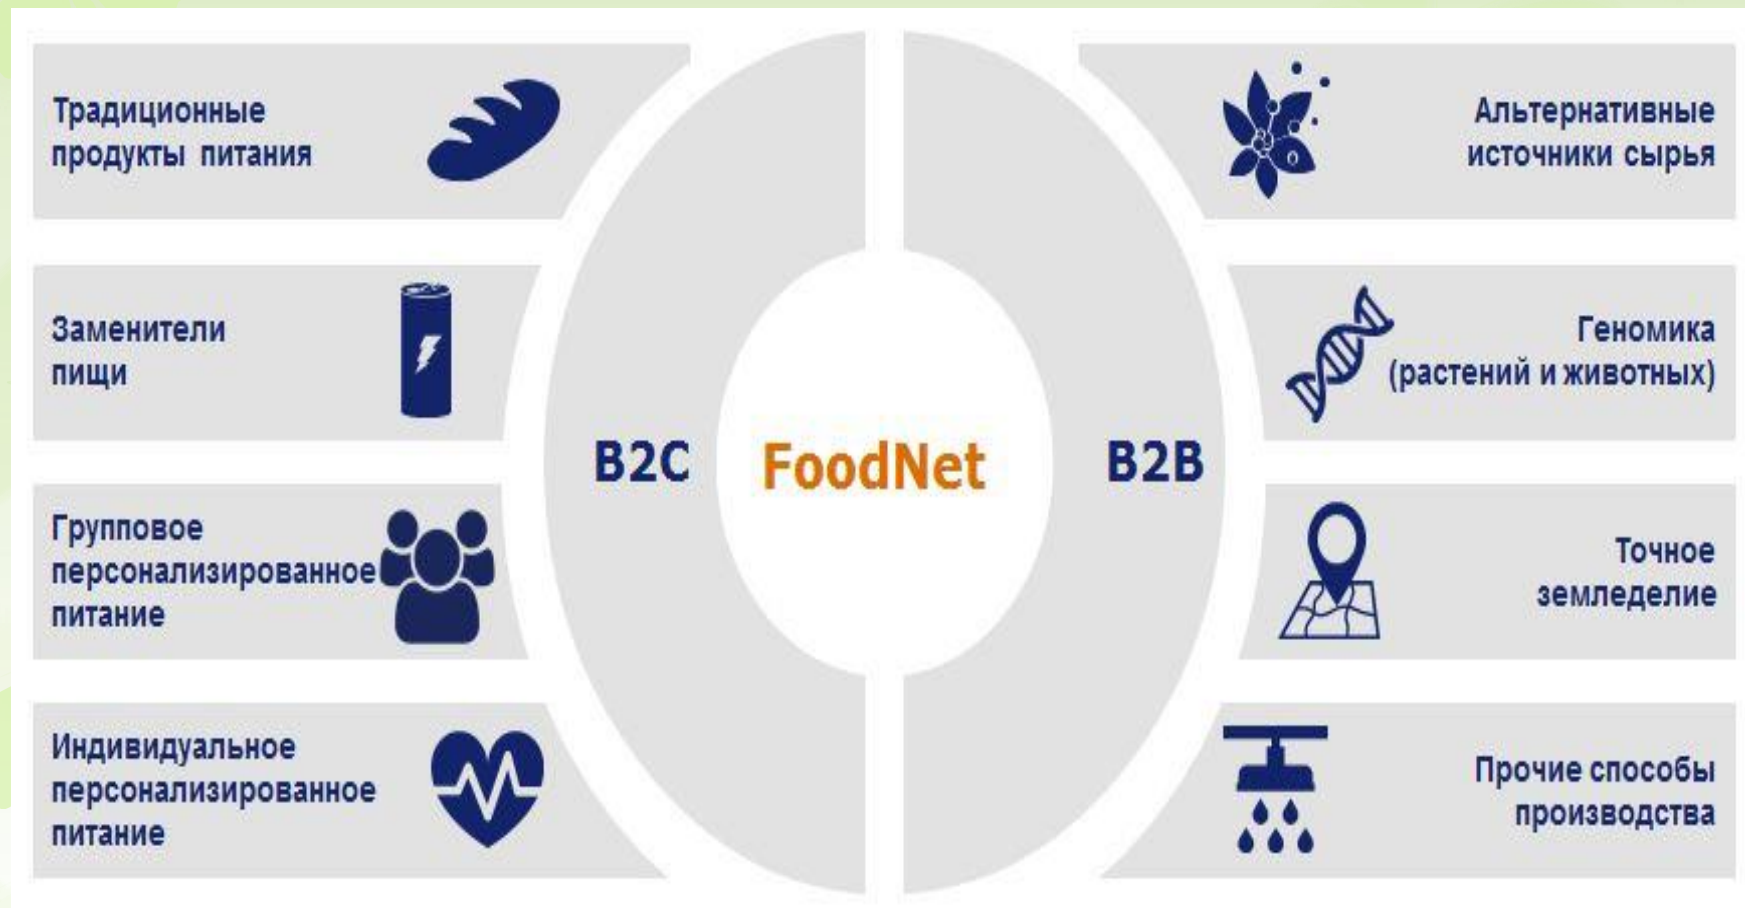 Традиционные
продукты питания
Заменители
пищи
Групповое
персонализированное
питание
Индивидуальное
персонализированное
питание
B2C
FoodNet
B2B
Альтернативные
источники сырья
Геномика
(растений и животных)
Точное
земледелие
Прочие способы
производства